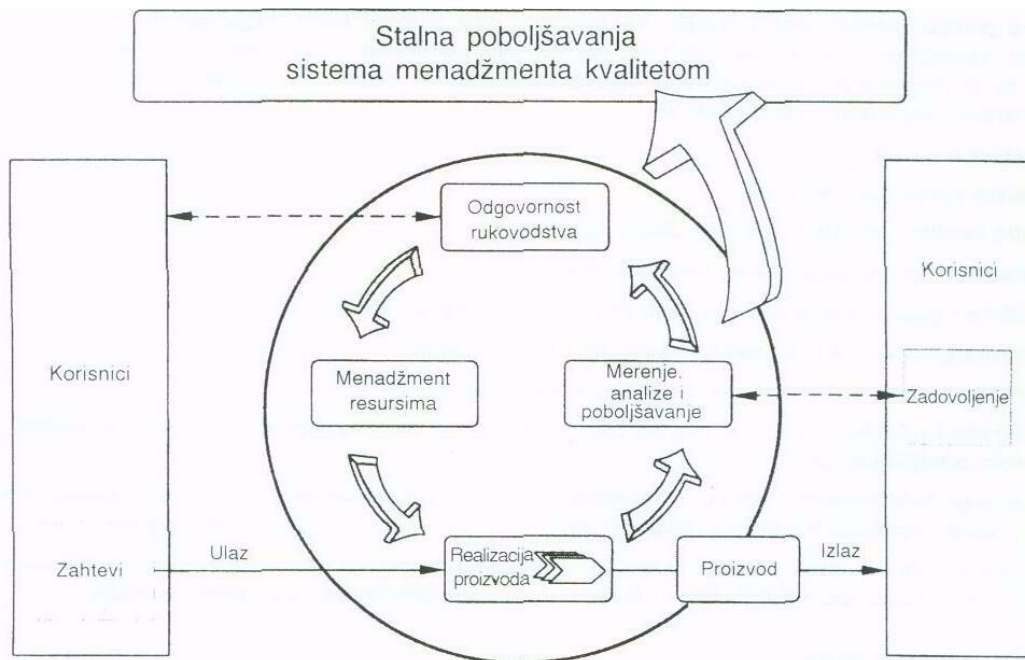 Stalna poboljšavanja
sistema menadžmenta kvalitetom
Odgovornost
rukovodstva
Korisnici
Korisnici
Menadžment
resursima
Merenje.
analize i
poboljšavanje
Zadovoljenje
Zahtevi
Ulaz
Realizacija
proizvoda
Proizvod
Izlaz